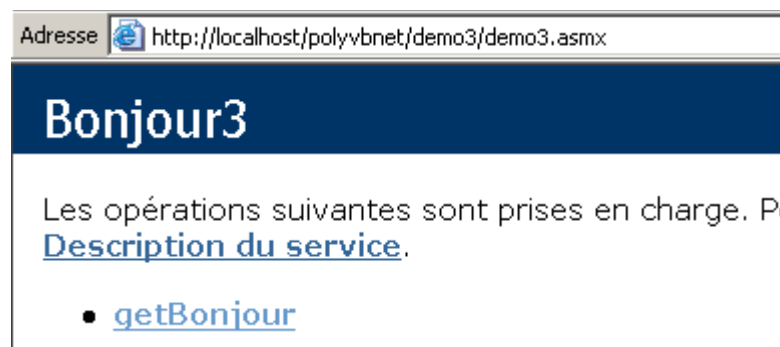 Adresse http://localhost/polyvbnet/demo3/demo3.asmx
Bonjour3
Les opérations suivantes sont prises en charge.
Description du service.
• getBonjour